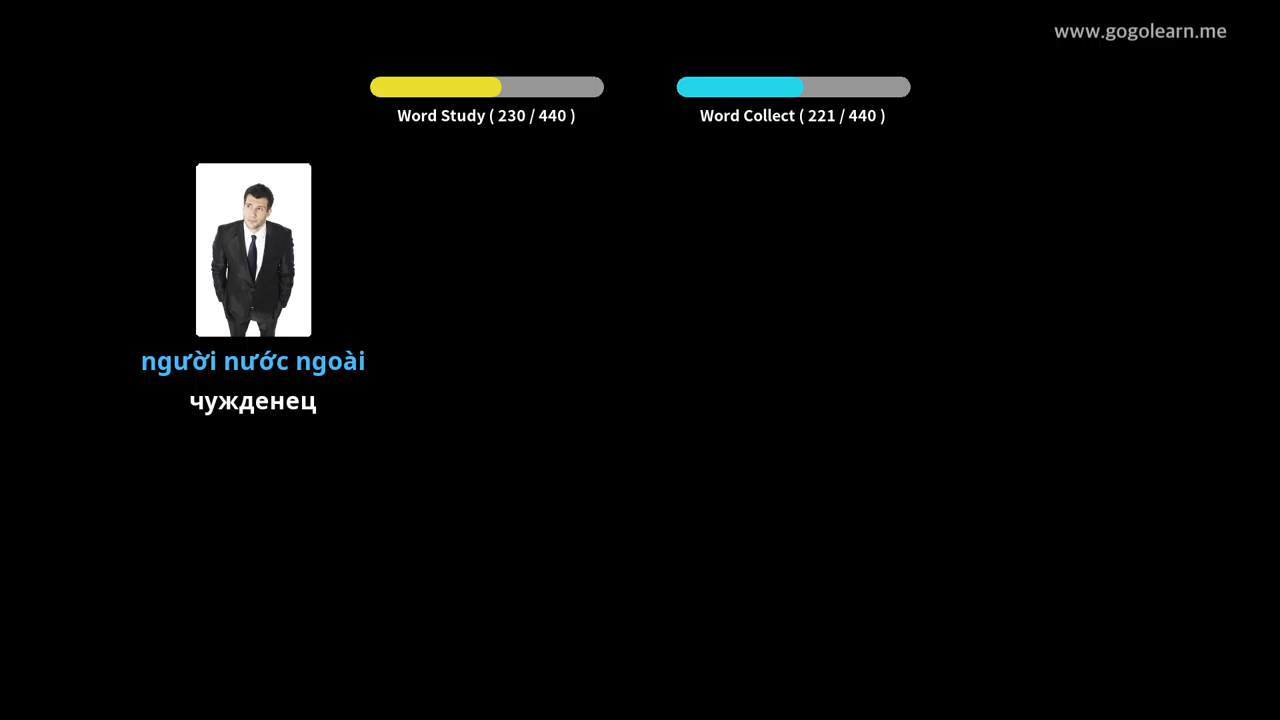 www.gogolearn.me
Word Study ( 230 / 440 )
Word Collect ( 221 / 440 )
người nước ngoài
чужденец